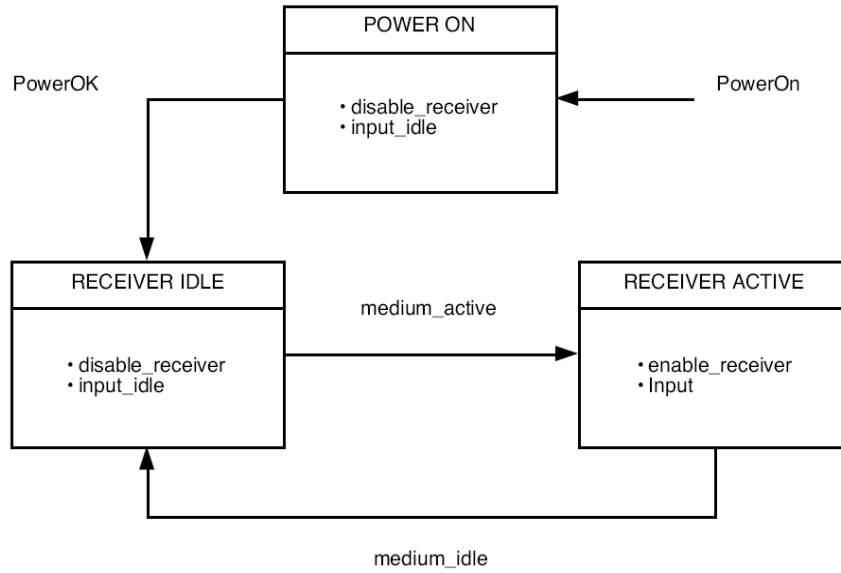 POWER ON
PowerOK
PowerOn
• disable_receiver
• input_idle
RECEIVER IDLE
RECEIVER ACTIVE
medium_active
• disable_receiver
• input_idle
• enable_receiver
• Input
medium_idle